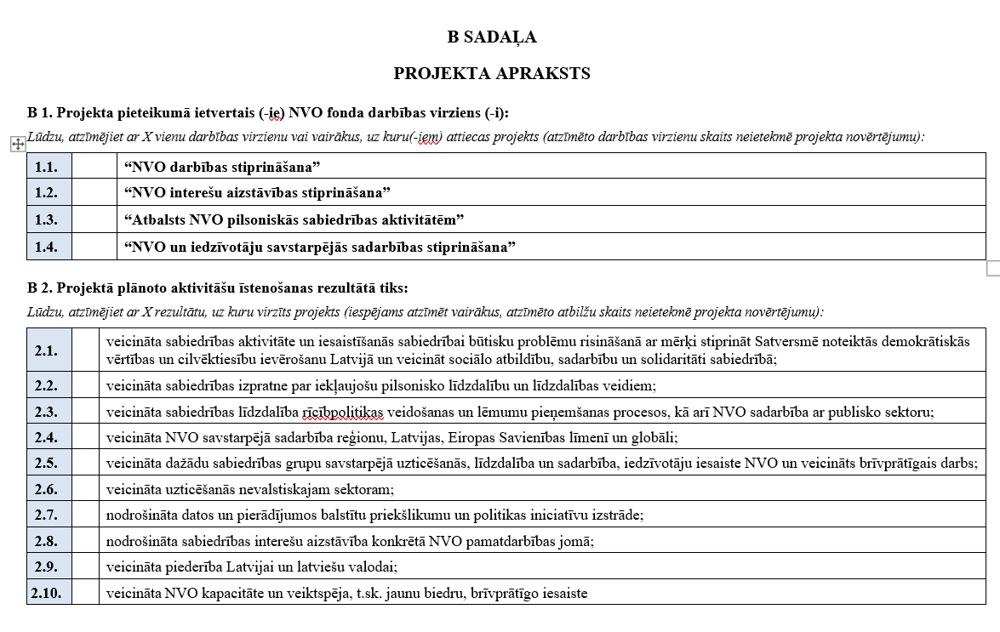 B SADAĻA
PROJEKTA APRAKSTS
B 1. Projekta pieteikumā ietvertais (-ie) NVO fonda darbības virziens (-i):
Lūdzu, atzīmējiet ar X vienu darbības virzienu vai vairākus, uz kuru(-iem) attiecas projekts (atzīmēto darbības virzienu skaits neietekmē projekta novērtējumu):
1.1. “NVO darbības stiprināšana”
1.2. “NVO interešu aizstāvības stiprināšana”
1.3. “Atbalsts NVO pilsoniskās sabiedrības aktivitātēm”
1.4. “NVO un iedzīvotāju savstarpējās sadarbības stiprināšana”
B 2. Projektā plānoto aktivitāšu īstenošanas rezultātā tiks:
Lūdzu, atzīmējiet ar X rezultātu, uz kuru virzīts projekts (iespējams atzīmēt vairākus, atzīmēto atbilžu skaits neietekmē projekta novērtējumu):
2.1. veicināta sabiedrības aktivitāte un iesaistīšanās sabiedrībai būtisku problēmu risināšanā ar mērķi stiprināt Satversmē noteiktās demokrātiskās
vērtības un cilvēktiesību ievērošanu Latvijā un veicināt sociālo atbildību, sadarbību un solidaritāti sabiedrībā;
2.2. veicināta sabiedrības izpratne par iekļaujošu pilsonisko līdzdalību un līdzdalības veidiem;
2.3. veicināta sabiedrības līdzdalība rīcībpolitikas veidošanas un lēmumu pieņemšanas procesos, kā arī NVO sadarbība ar publisko sektoru;
2.4. veicināta NVO savstarpējā sadarbība reģionu, Latvijas, Eiropas Savienības līmenī un globāli;
2.5. veicināta dažādu sabiedrības grupu savstarpējā uzticēšanās, līdzdalība un sadarbība, iedzīvotāju iesaiste NVO un veicināts brīvprātīgais darbs;
2.6. veicināta uzticēšanās nevalstiskajam sektoram;
2.7. nodrošināta datos un pierādījumos balstītu priekšlikumu un politikas iniciatīvu izstrāde;
2.8. nodrošināta sabiedrības interešu aizstāvība konkrētā NVO pamatdarbības jomā;
2.9. veicināta piederība Latvijai un latviešu valodai;
2.10. veicināta NVO kapacitāte un veiktspēja, t.sk. jaunu biedru, brīvprātīgo iesaiste